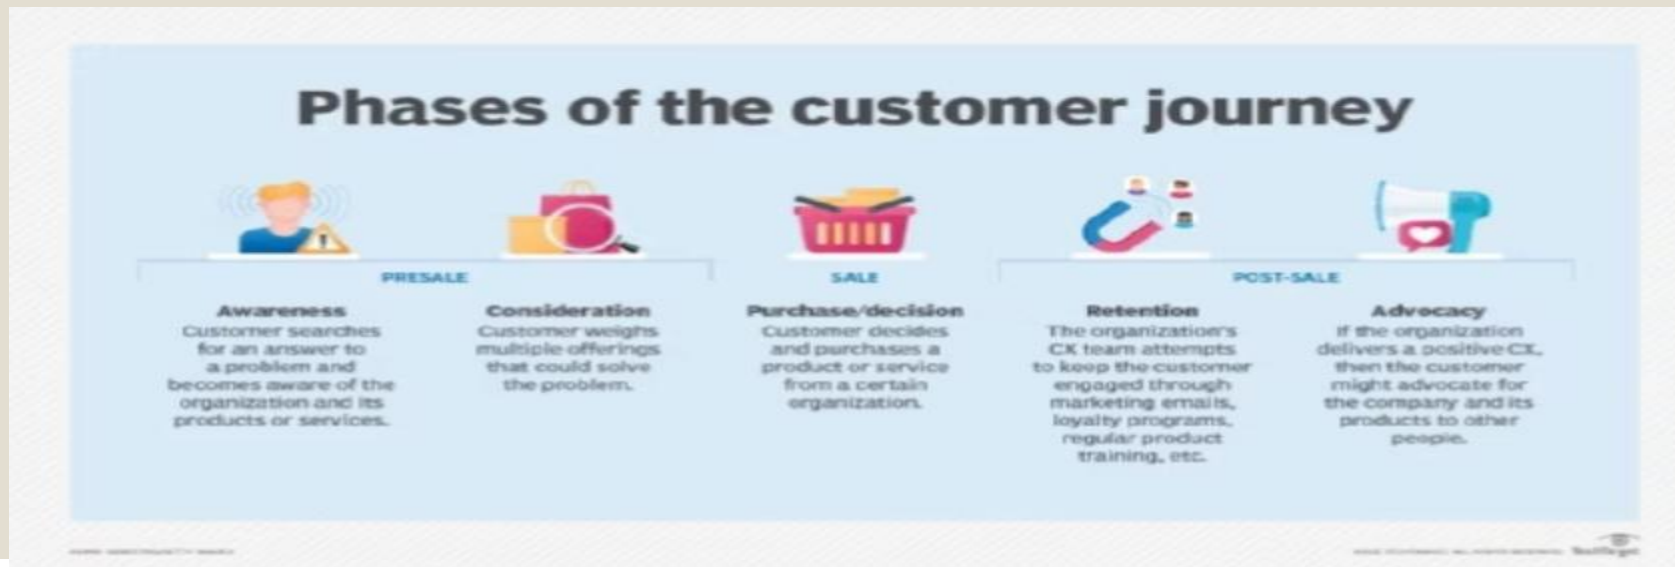 Phases of the customer journey
PRESALE
SALE
POST-SALE
Awareness
Customer searches
for an answer to
a problem and
becomes aware of the
organization and its
products or services.
Consideration
Customer weighs
multiple offerings
that could solve
the problem.
Purchase/decision
Customer decides
and purchases a
product or service
from a certain
organization.
Retention
The organization's
CX team attempts
to keep the customer
engaged through
marketing emails,
loyalty programs,
regular product
training, etc.
Advocacy
If the organization
delivers a positive CX,
then the customer
might advocate for
the company and its
products to other
people.
TechTarget